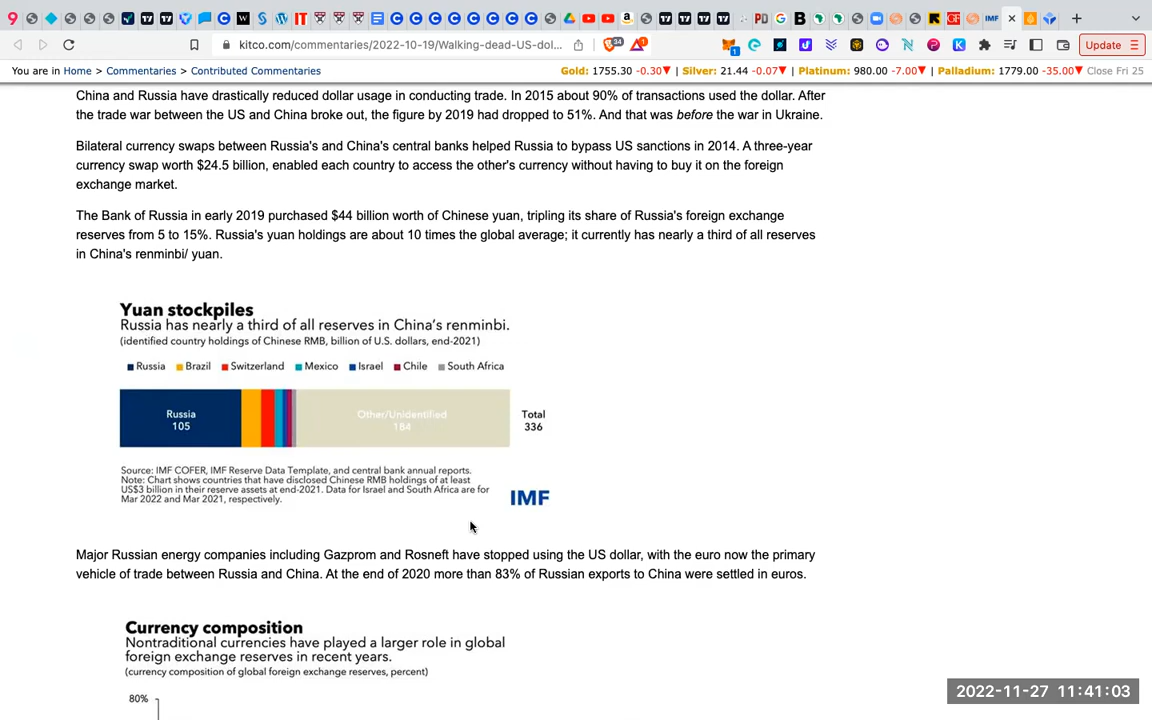 kitco.com/commentaries/2022-10-19/Walking-dead-US-dol...
Update
You are in Home > Commentaries > Contributed Commentaries
Gold: 1755.30 -0.30▼ | Silver: 21.44 -0.07▼ | Platinum: 980.00 -7.00▼ | Palladium: 1779.00 -35.00▼ Close Fri 25
China and Russia have drastically reduced dollar usage in conducting trade. In 2015 about 90% of transactions used the dollar. After
the trade war between the US and China broke out, the figure by 2019 had dropped to 51%. And that was before the war in Ukraine.
Bilateral currency swaps between Russia's and China's central banks helped Russia to bypass US sanctions in 2014. A three-year
currency swap worth $24.5 billion, enabled each country to access the other's currency without having to buy it on the foreign
exchange market.
The Bank of Russia in early 2019 purchased $44 billion worth of Chinese yuan, tripling its share of Russia's foreign exchange
reserves from 5 to 15%. Russia's yuan holdings are about 10 times the global average; it currently has nearly a third of all reserves
in China's renminbi/ yuan.
Yuan stockpiles
Russia has nearly a third of all reserves in China's renminbi.
(identified country holdings of Chinese RMB, billion of U.S. dollars, end-2021)
Russia Brazil Switzerland Mexico Israel Chile South Africa
Russia
105
Other/Unidentified
184
Total
336
Source: IMF COFER, IMF Reserve Data Template, and central bank annual reports.
Note: Chart shows countries that have disclosed Chinese RMB holdings of at least
US$3 billion in their reserve assets at end-2021. Data for Israel and South Africa are for
Mar 2022 and Mar 2021, respectively.
IMF
Major Russian energy companies including Gazprom and Rosneft have stopped using the US dollar, with the euro now the primary
vehicle of trade between Russia and China. At the end of 2020 more than 83% of Russian exports to China were settled in euros.
Currency composition
Nontraditional currencies have played a larger role in global
foreign exchange reserves in recent years.
(currency composition of global foreign exchange reserves, percent)
80%
2022-11-27 11:41:03